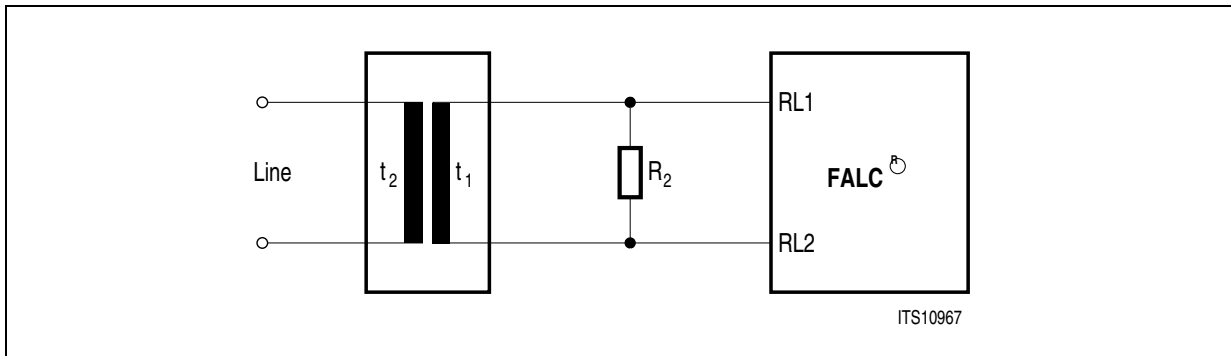 RL1
Line
t2
t1
R2
FALC®
RL2
ITS10967